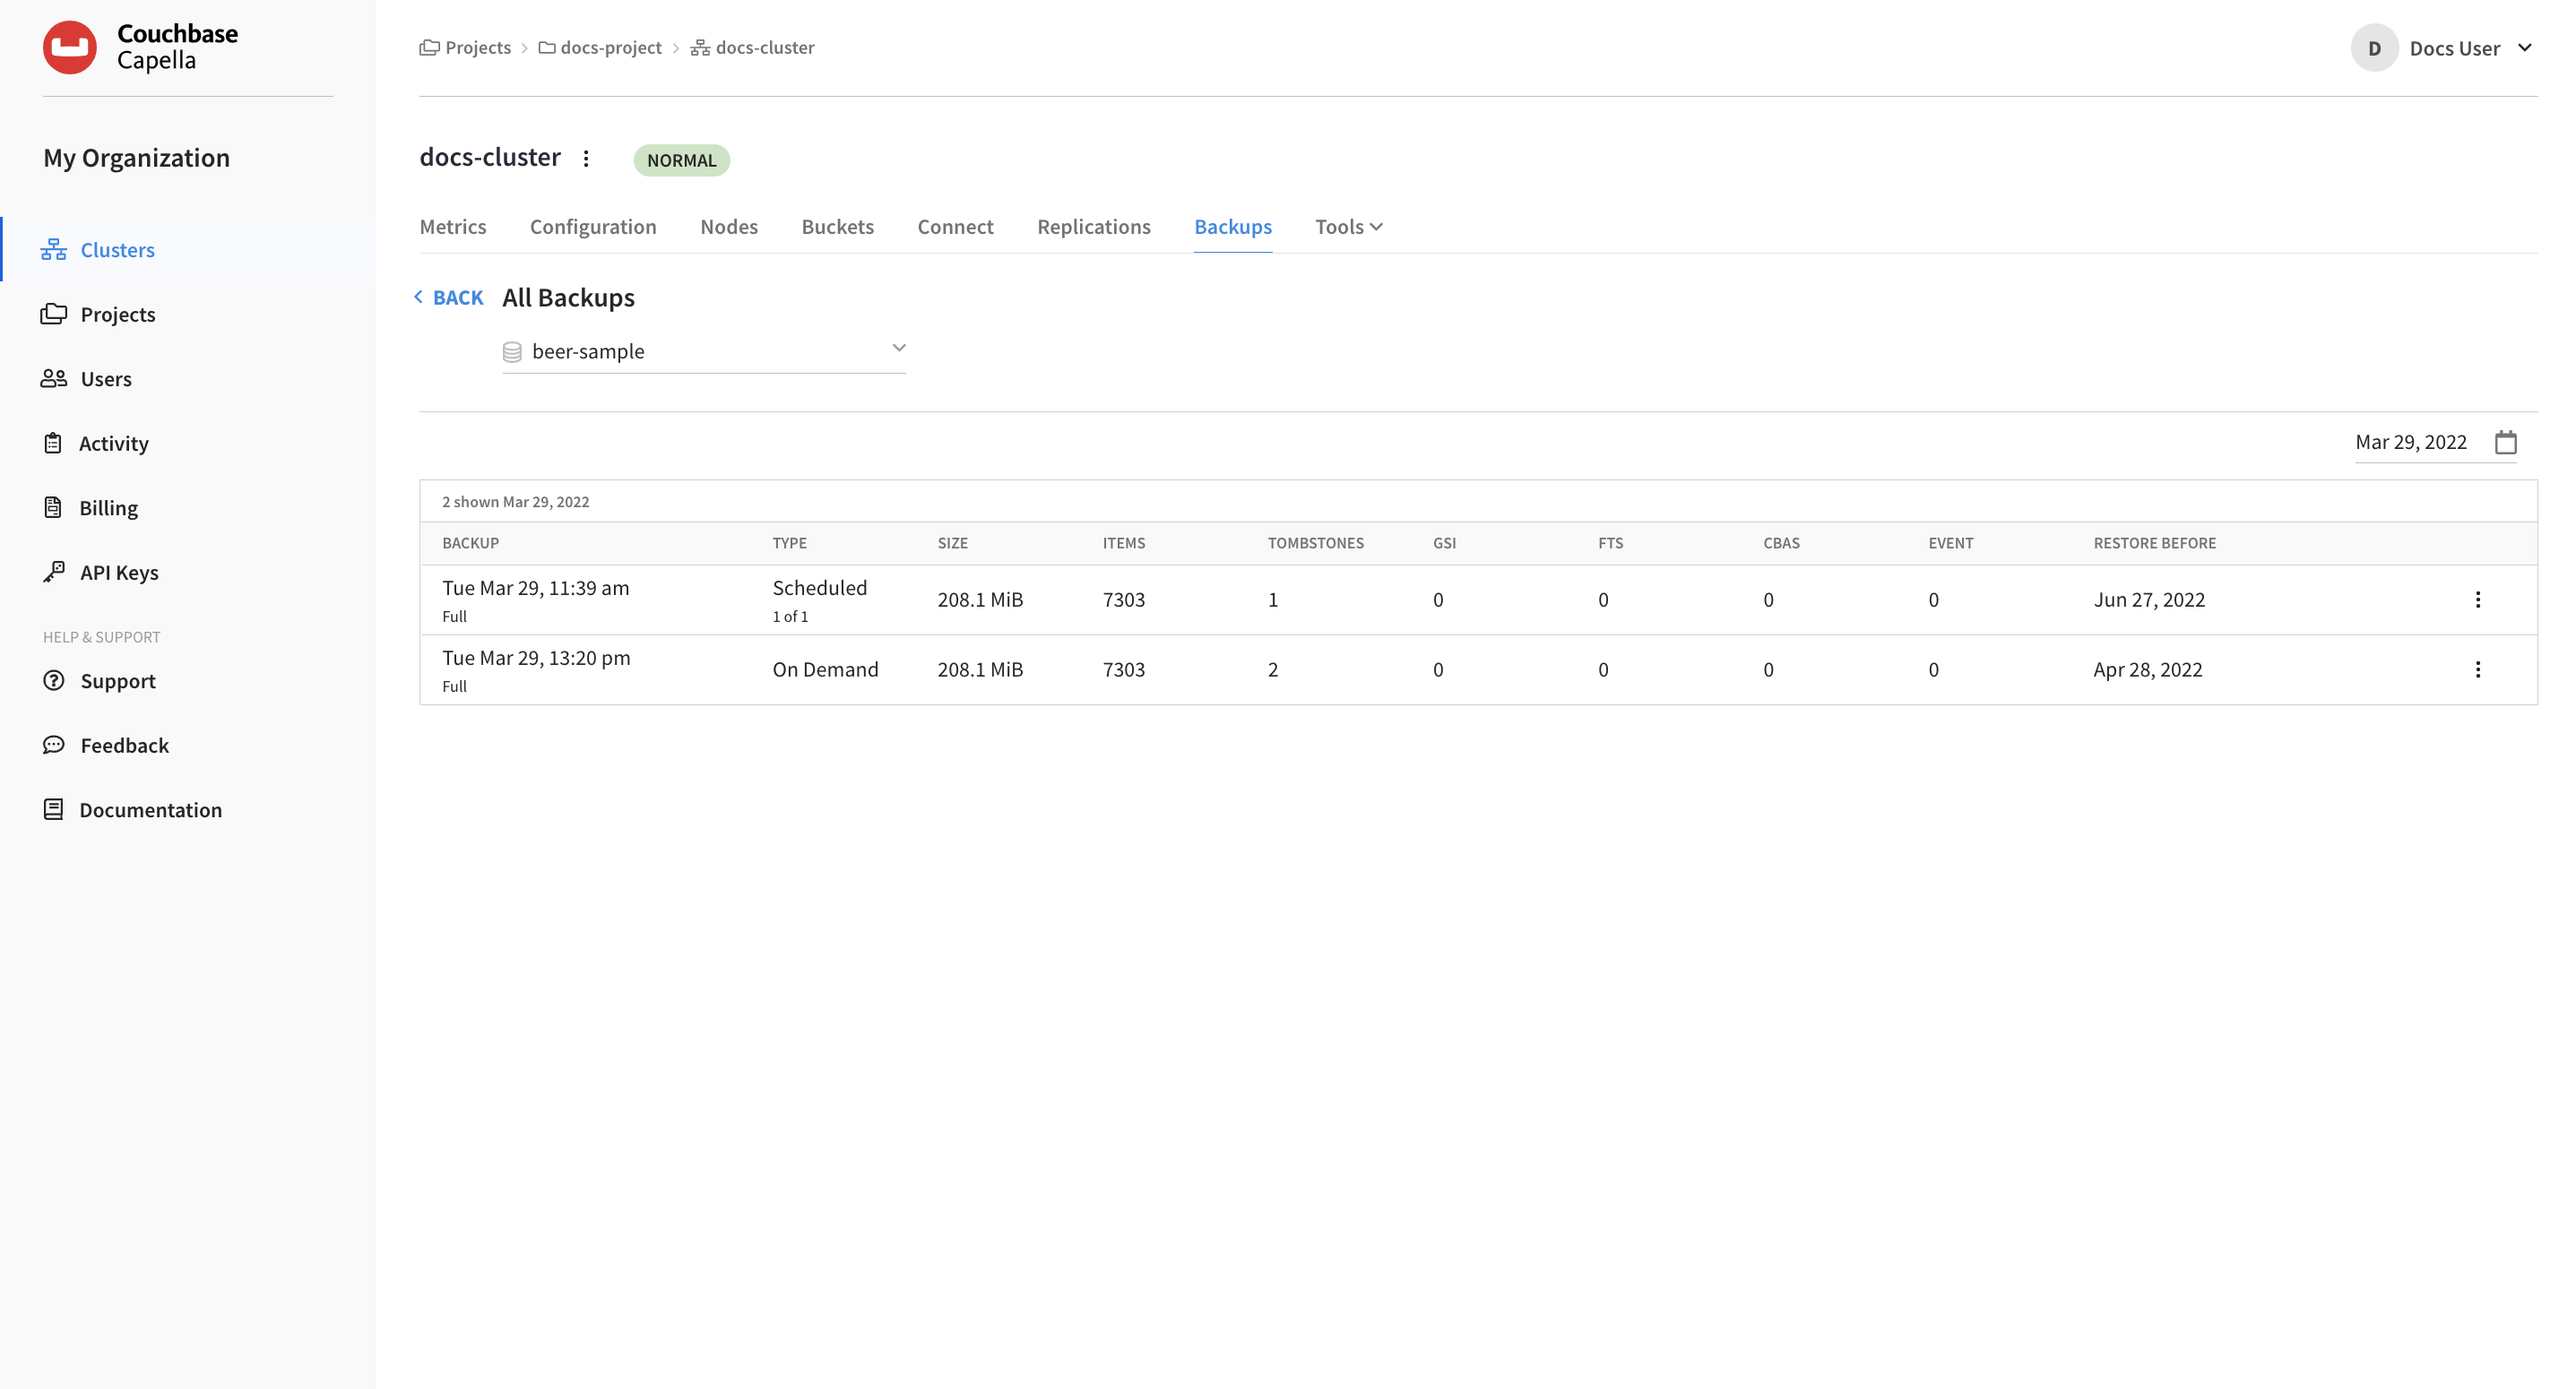 Couchbase
Capella
My Organization
Clusters
Projects
Users
Activity
Billing
API Keys
HELP & SUPPORT
Support
Feedback
Documentation
Projects > docs-project > docs-cluster
D Docs User
docs-cluster NORMAL
Metrics Configuration Nodes Buckets Connect Replications Backups Tools
BACK All Backups
beer-sample
Mar 29, 2022
2 shown Mar 29, 2022
BACKUP TYPE SIZE ITEMS TOMBSTONES GSI FTS CBAS EVENT RESTORE BEFORE
Tue Mar 29, 11:39 am Scheduled 208.1 MiB 7303 1 0 0 0 0 Jun 27, 2022
Full 1 of 1
Tue Mar 29, 13:20 pm On Demand 208.1 MiB 7303 2 0 0 0 0 Apr 28, 2022
Full